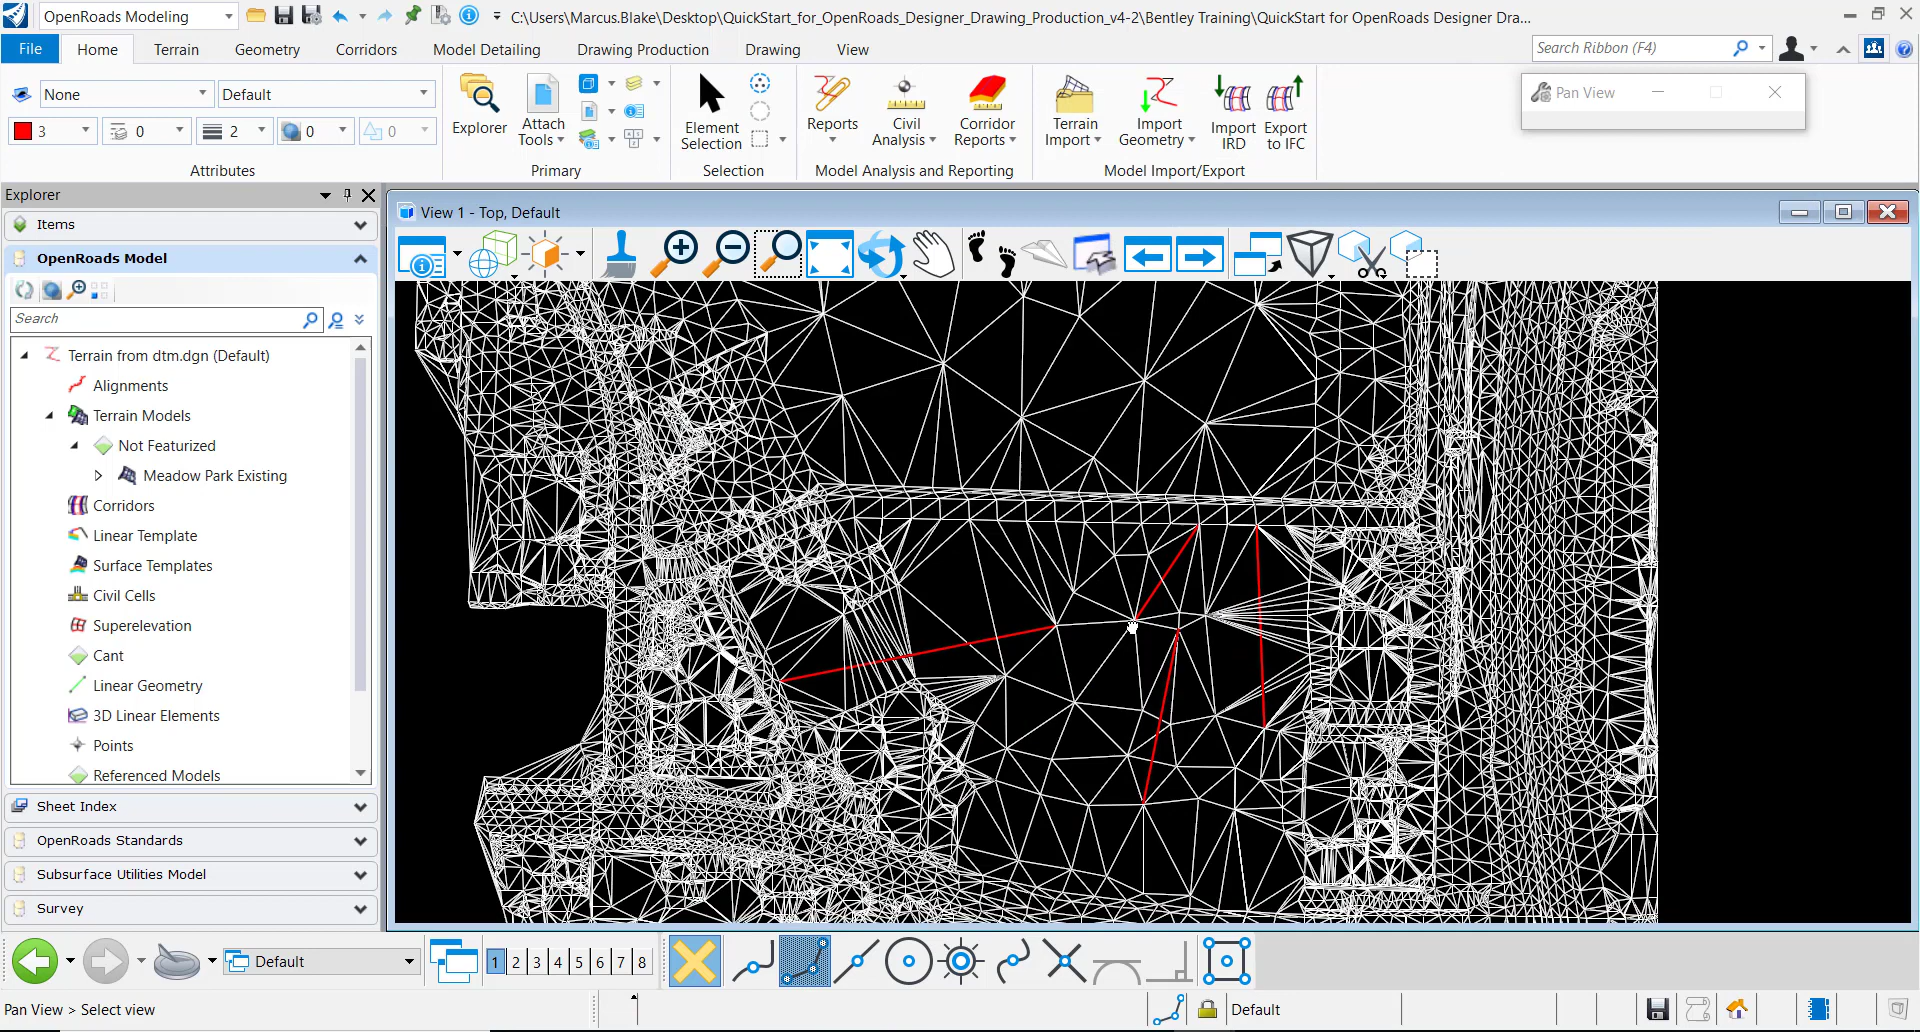 OpenRoads Modeling
C:\Users\Marcus.Blake\Desktop\QuickStart_for_OpenRoads_Designer_Drawing_Production_v4-2\Bentley Training\QuickStart for OpenRoads Designer Dra...
File Home Terrain Geometry Corridors Model Detailing Drawing Production Drawing View
Search Ribbon (F4)
None Default
3 0 2 0 0
Attributes
Explorer
Attach Tools
Primary
Element Selection
Selection
Reports
Civil Analysis
Corridor Reports
Model Analysis and Reporting
Terrain Import
Import Geometry
Import IRD
Export to IFC
Model Import/Export
Pan View
Explorer
Items
OpenRoads Model
Search
Terrain from dtm.dgn (Default)
Alignments
Terrain Models
Not Featurized
Meadow Park Existing
Corridors
Linear Template
Surface Templates
Civil Cells
Superelevation
Cant
Linear Geometry
3D Linear Elements
Points
Referenced Models
Sheet Index
OpenRoads Standards
Subsurface Utilities Model
Survey
View 1 - Top, Default
Default
1 2 3 4 5 6 7 8
Pan View > Select view
Default